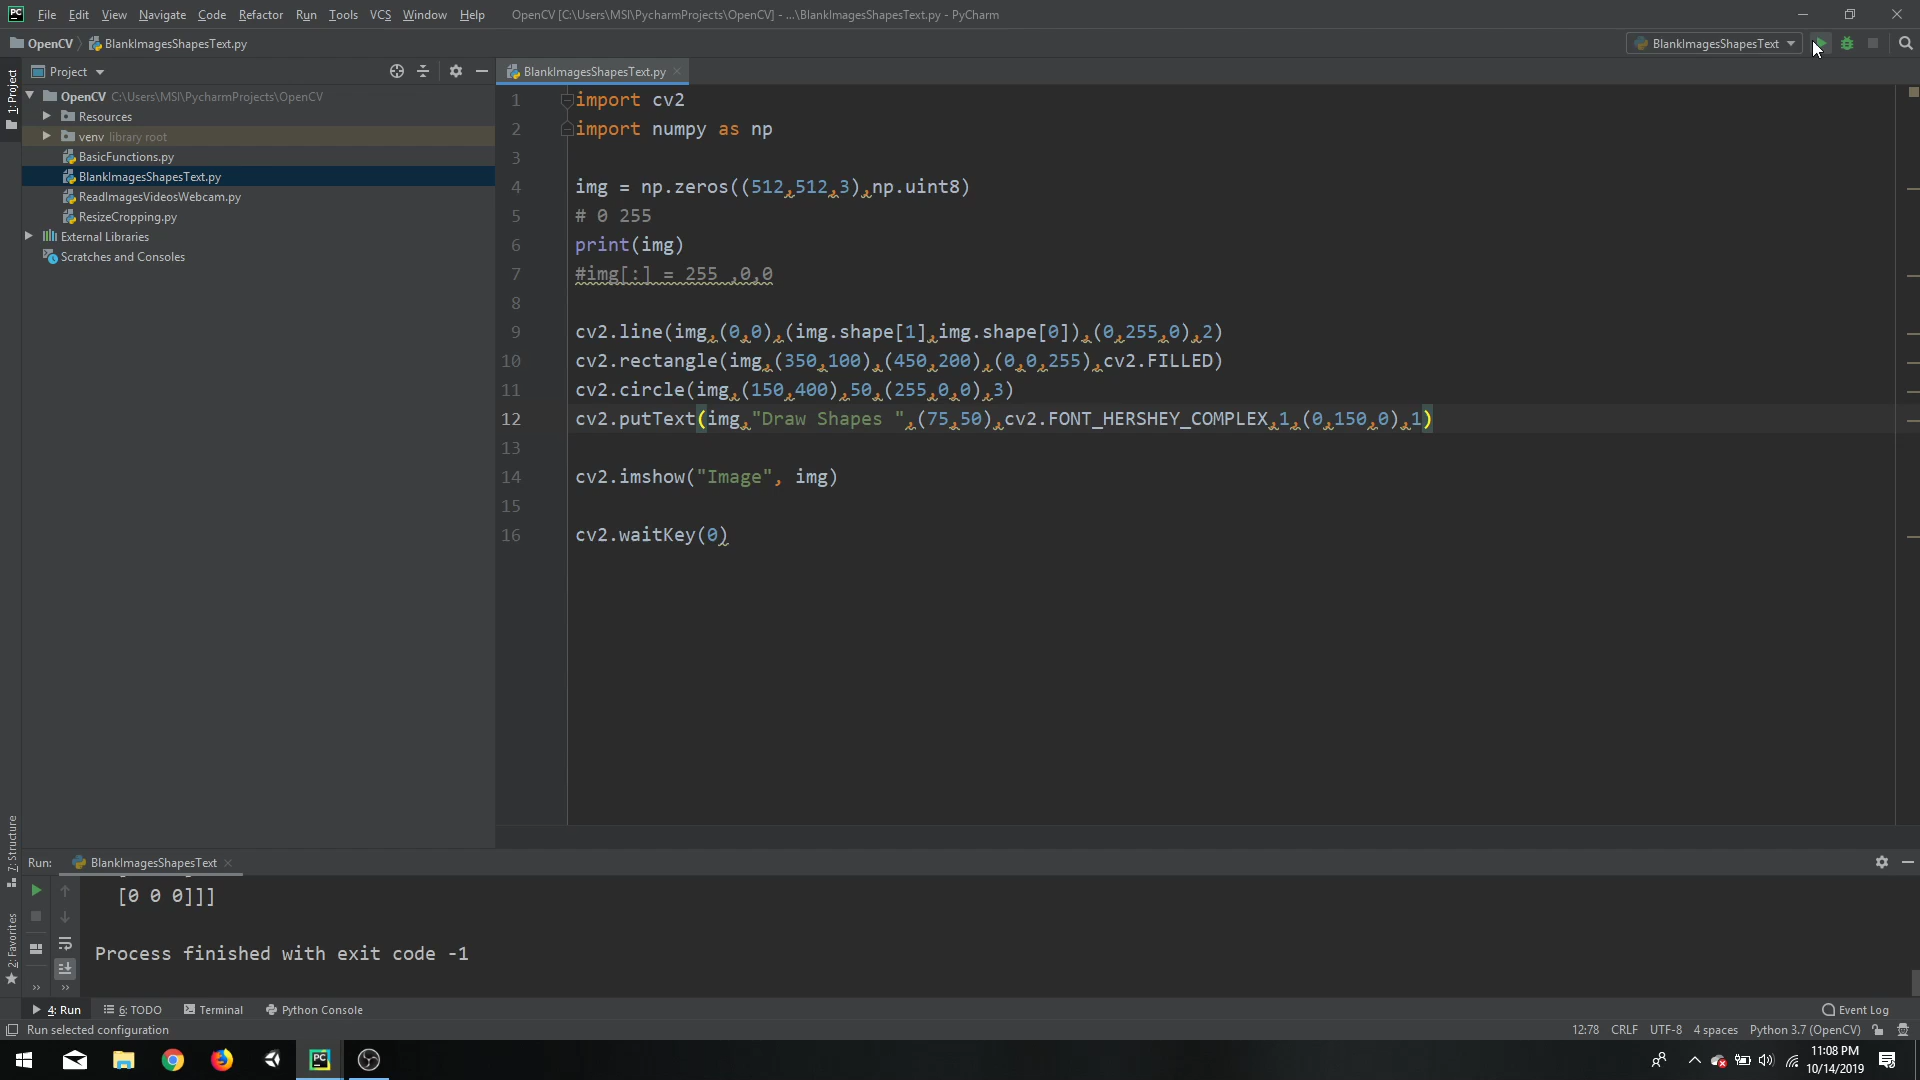 PC File Edit View Navigate Code Refactor Run Tools VCS Window Help OpenCV [C:\Users\MSI\PycharmProjects\OpenCV] - ...\BlankImagesShapesText.py - PyCharm
OpenCV BlankImagesShapesText.py BlankImagesShapesText
1: Project
Project
OpenCV C:\Users\MSI\PycharmProjects\OpenCV
Resources
venv library root
BasicFunctions.py
BlankImagesShapesText.py
ReadImagesVideosWebcam.py
ResizeCropping.py
External Libraries
Scratches and Consoles
BlankImagesShapesText.py
1 import cv2
2 import numpy as np
3
4 img = np.zeros((512,512,3),np.uint8)
5 # 0 255
6 print(img)
7 #img[:] = 255 ,0,0
8
9 cv2.line(img,(0,0),(img.shape[1],img.shape[0]),(0,255,0),2)
10 cv2.rectangle(img,(350,100),(450,200),(0,0,255),cv2.FILLED)
11 cv2.circle(img,(150,400),50,(255,0,0),3)
12 cv2.putText(img,"Draw Shapes ",(75,50),cv2.FONT_HERSHEY_COMPLEX,1,(0,150,0),1)
13
14 cv2.imshow("Image", img)
15
16 cv2.waitKey(0)
7: Structure
2: Favorites
Run: BlankImagesShapesText
[0 0 0]]]
Process finished with exit code -1
4: Run 6: TODO Terminal Python Console Event Log
Run selected configuration 12:78 CRLF UTF-8 4 spaces Python 3.7 (OpenCV)
PC
11:08 PM
10/14/2019